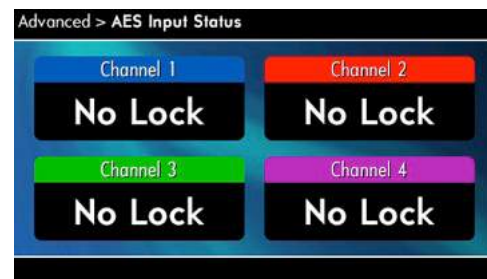 Advanced > AES Input Status
Channel 1
Channel 2
No Lock
No Lock
Channel 3
Channel 4
No Lock
No Lock